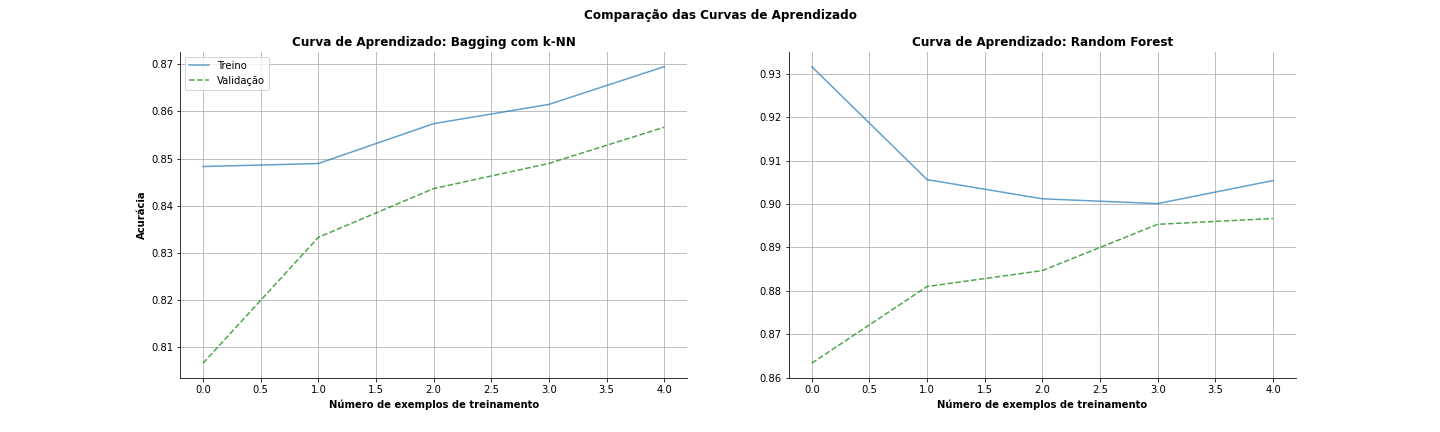 Comparação das Curvas de Aprendizado
Curva de Aprendizado: Bagging com k-NN
Treino
Validação
0.87
0.86
0.85
0.84
0.83
0.82
0.81
Acurácia
0.0 0.5 1.0 1.5 2.0 2.5 3.0 3.5 4.0
Número de exemplos de treinamento
Curva de Aprendizado: Random Forest
0.93
0.92
0.91
0.90
0.89
0.88
0.87
0.86
0.0 0.5 1.0 1.5 2.0 2.5 3.0 3.5 4.0
Número de exemplos de treinamento